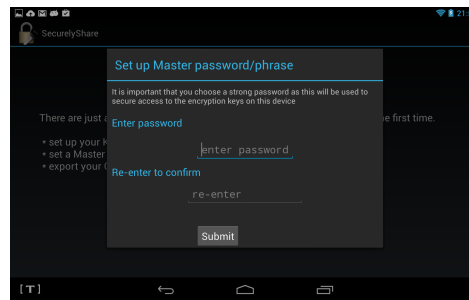 21:
SecurelyShare
Set up Master password/phrase
It is important that you choose a strong password as this will be used to
secure access to the encryption keys on this device
There are just
e first time.
Enter password
• set up your
enter password
• set a Master
• export your
Re-enter to confirm
re-enter
Submit
[T]